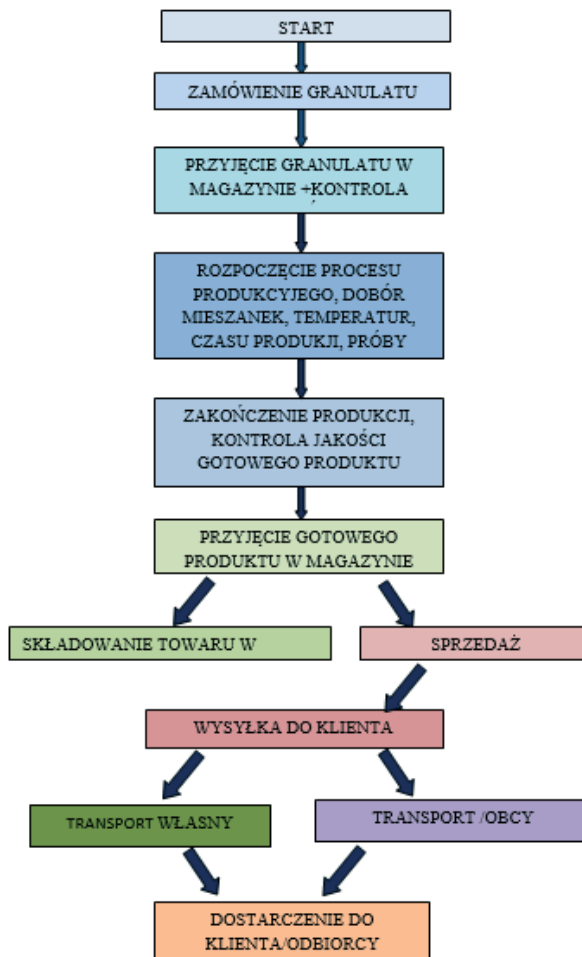 START
ZAMÓWIENIE GRANULATU
PRZYJĘCIE GRANULATU W
MAGAZYNIE +KONTROLA
ROZPOCZĘCIE PROCESU
PRODUKCYJEGO, DOBÓR
MIESZANEK, TEMPERATUR,
CZASU PRODUKJI, PRÓBY
ZAKOŃCZENIE PRODUKCJI,
KONTROLA JAKOŚCI
GOTOWEGO PRODUKTU
PRZYJĘCIE GOTOWEGO
PRODUKTU W MAGAZYNIE
SKŁADOWANIE TOWARU W
SPRZEDAŻ
WYSYŁKA DO KLIENTA
TRANSPORT WŁASNY
TRANSPORT /OBCY
DOSTARCZENIE DO
KLIENTA/ODBIORCY